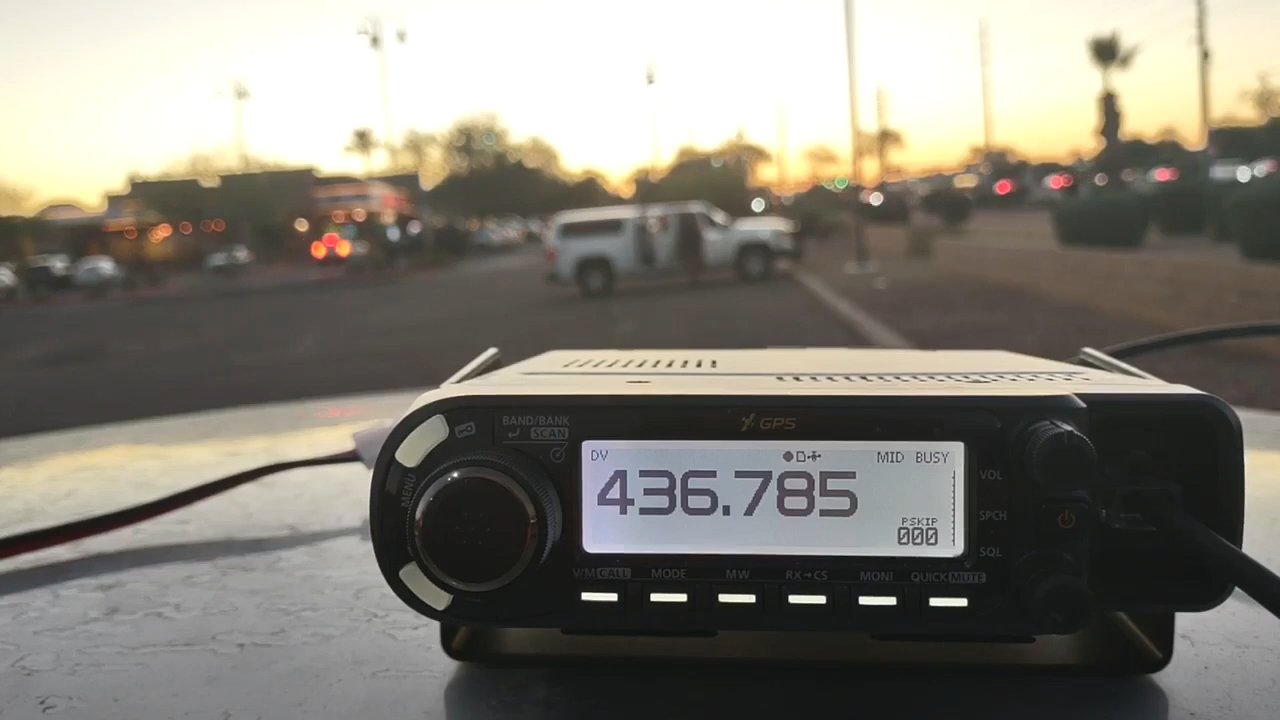 BAND/BANK
SCAN
GPS
MENU
DV MID BUSY
436.785
PSKIP
000
VOL
SPCH
SQL
V/M CALL MODE MW RX→CS MONI QUICK MUTE